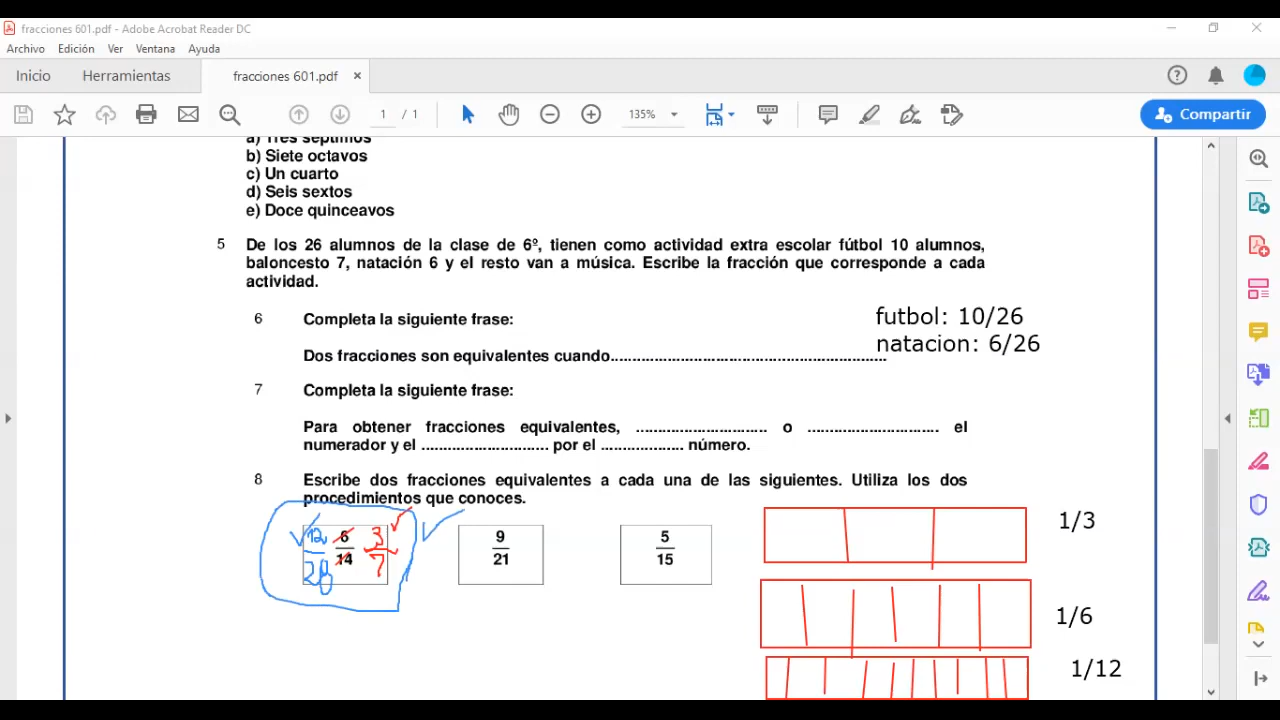 fracciones 601.pdf - Adobe Acrobat Reader DC
Archivo Edición Ver Ventana Ayuda
Inicio Herramientas fracciones 601.pdf ×
1 / 1 135% Compartir
a) Tres séptimos
b) Siete octavos
c) Un cuarto
d) Seis sextos
e) Doce quinceavos
5 De los 26 alumnos de la clase de 6º, tienen como actividad extra escolar fútbol 10 alumnos,
baloncesto 7, natación 6 y el resto van a música. Escribe la fracción que corresponde a cada
actividad.
6 Completa la siguiente frase:
futbol: 10/26
natacion: 6/26
Dos fracciones son equivalentes cuando...............................................................
7 Completa la siguiente frase:
Para obtener fracciones equivalentes, .............................. o .............................. el
numerador y el ............................. por el ................... número.
8 Escribe dos fracciones equivalentes a cada una de las siguientes. Utiliza los dos
procedimientos que conoces.
12 6 3
28 14 7
9
21
5
15
1/3
1/6
1/12